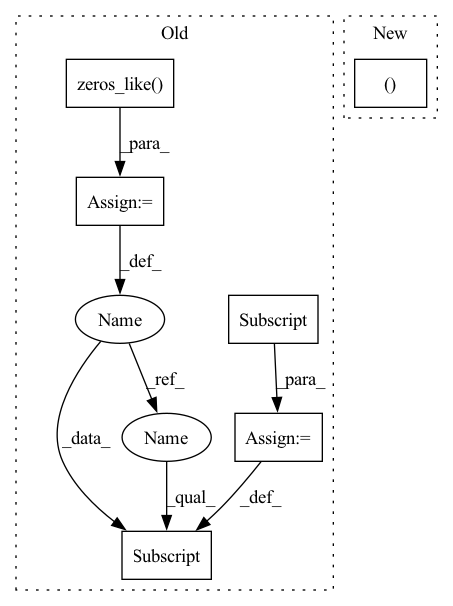 Old
New
zeros_like()
()
_para_
Assign:=
_def_
Name
Subscript
_ref_
_para_
_data_
Name
Assign:=
_qual_
_def_
Subscript